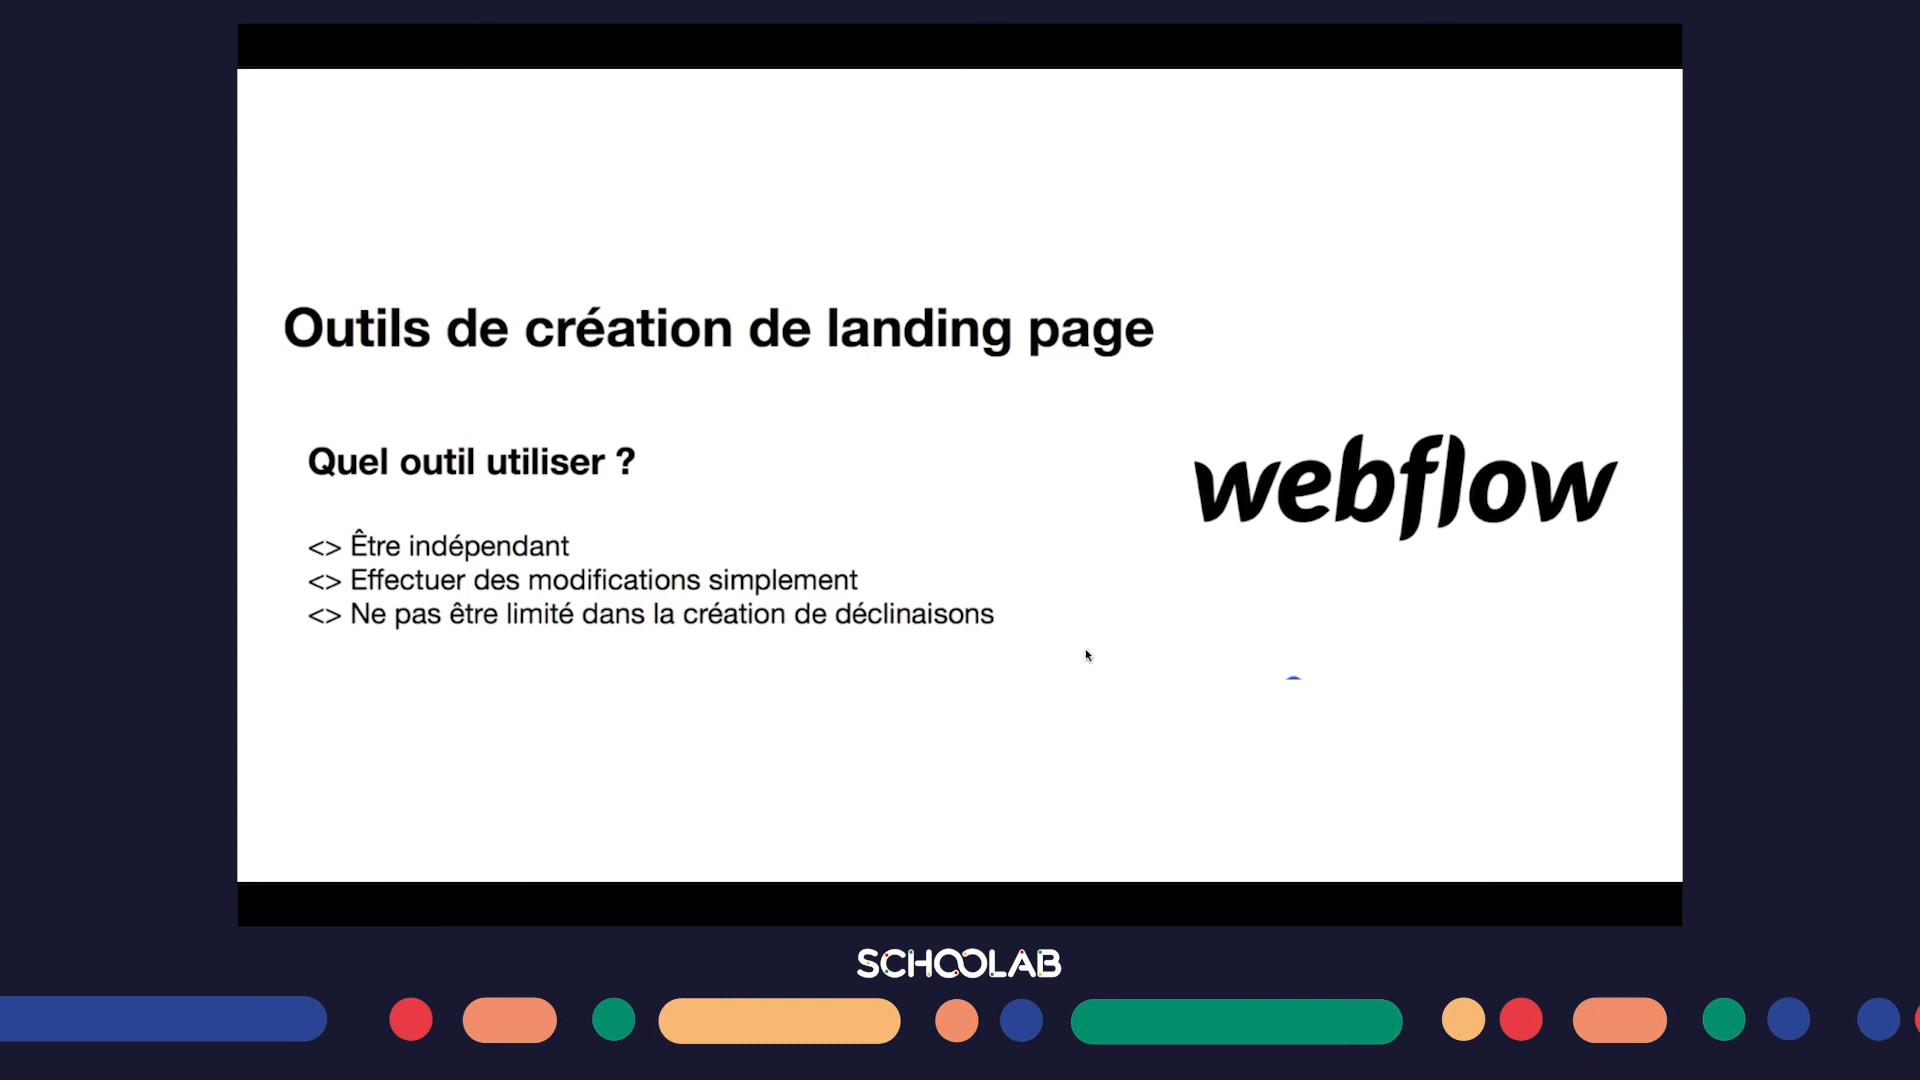 Outils de création de landing page
Quel outil utiliser ?
webflow
<> Être indépendant
<> Effectuer des modifications simplement
<> Ne pas être limité dans la création de déclinaisons
SCHOOLAB